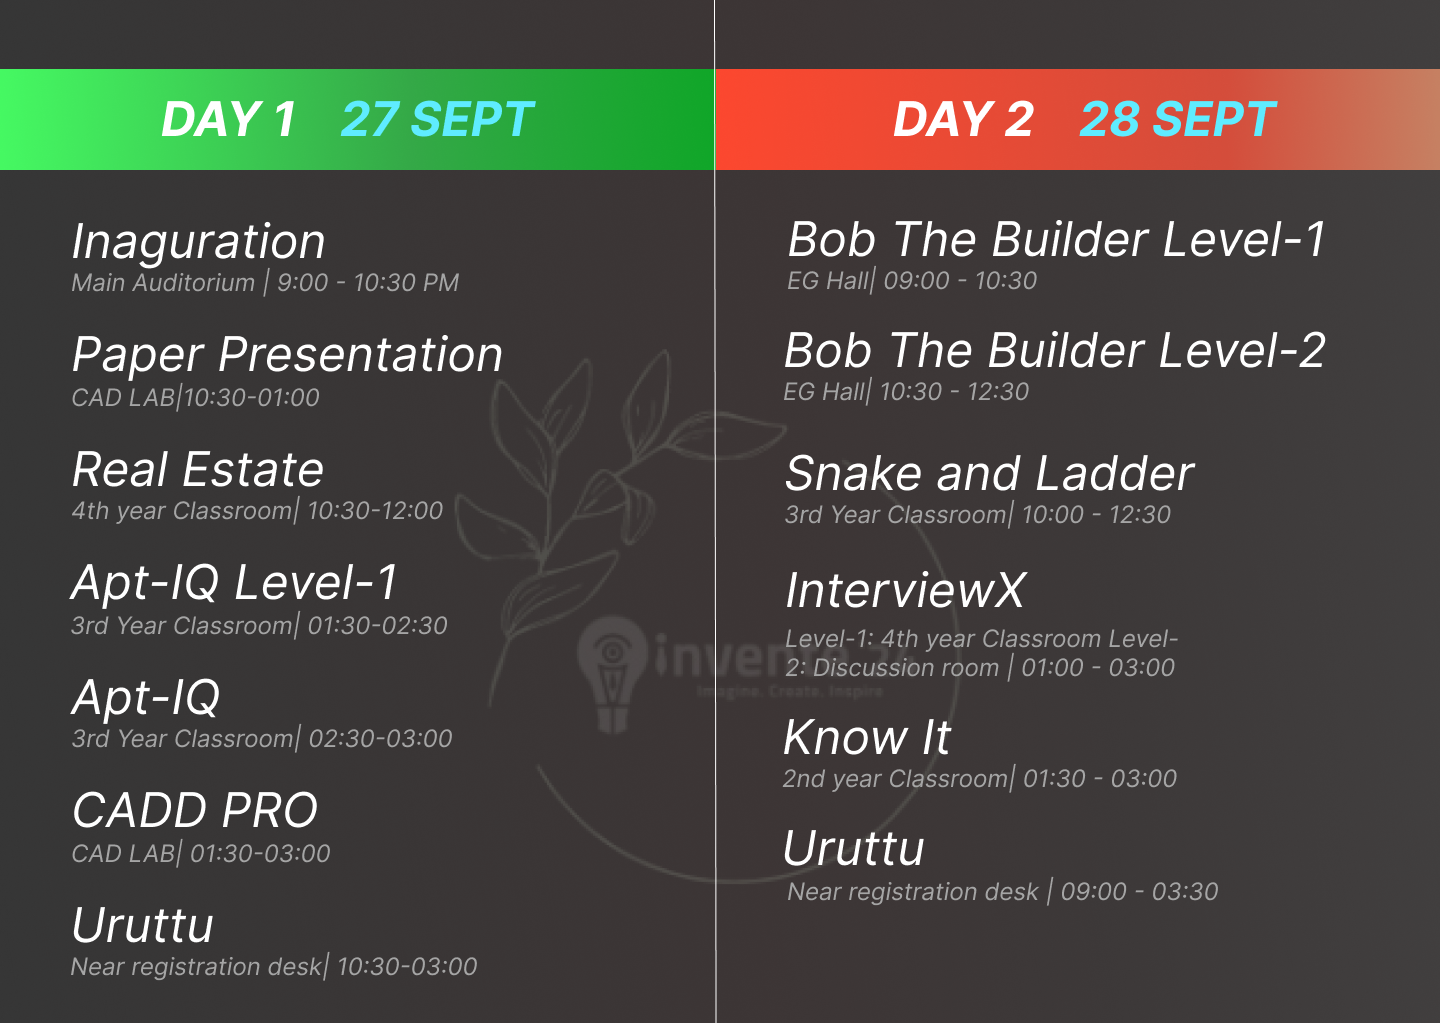 DAY 1 27 SEPT
Inaguration
Main Auditorium | 9:00 - 10:30 PM
Paper Presentation
CAD LAB|10:30-01:00
Real Estate
4th year Classroom| 10:30-12:00
Apt-IQ Level-1
3rd Year Classroom| 01:30-02:30
Apt-IQ
3rd Year Classroom| 02:30-03:00
CADD PRO
CAD LAB| 01:30-03:00
Uruttu
Near registration desk| 10:30-03:00
DAY 2 28 SEPT
Bob The Builder Level-1
EG Hall| 09:00 - 10:30
Bob The Builder Level-2
EG Hall| 10:30 - 12:30
Snake and Ladder
3rd Year Classroom| 10:00 - 12:30
InterviewX
Level-1: 4th year Classroom Level-
2: Discussion room | 01:00 - 03:00
Know It
2nd year Classroom| 01:30 - 03:00
Uruttu
Near registration desk | 09:00 - 03:30
invente'24
Imagine. Create. Inspire